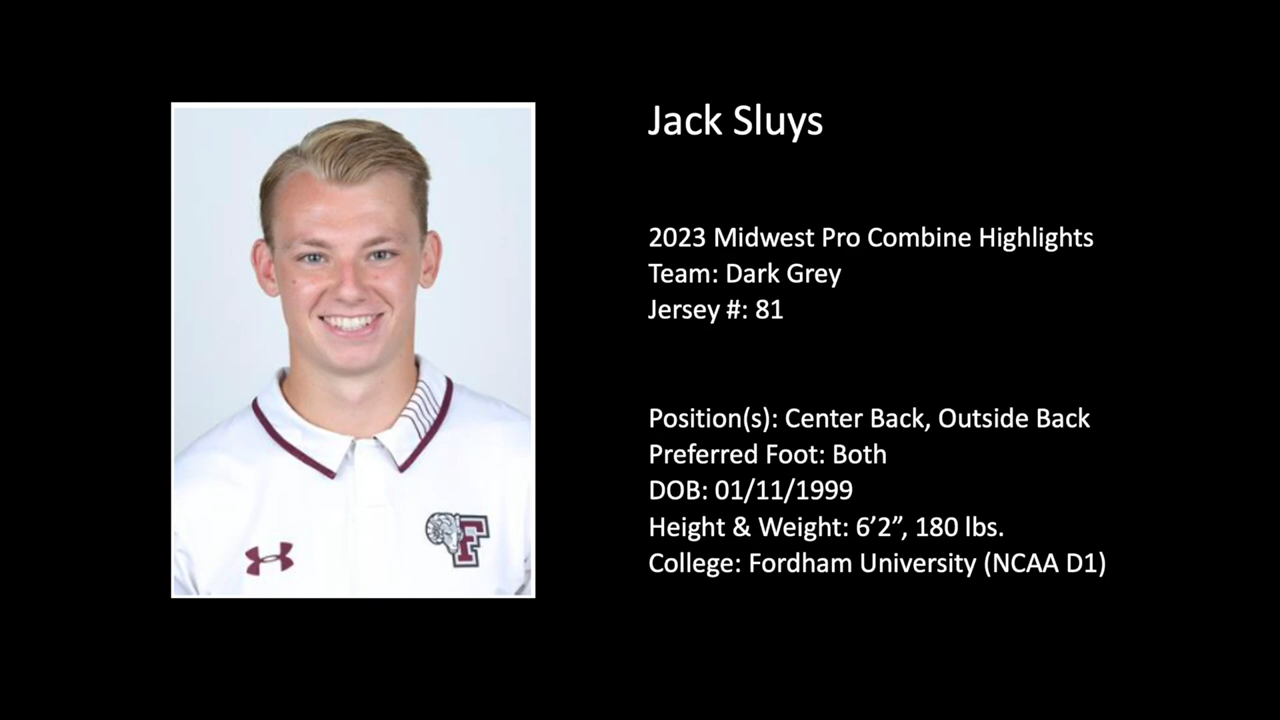 Jack Sluys
2023 Midwest Pro Combine Highlights
Team: Dark Grey
Jersey #: 81
Position(s): Center Back, Outside Back
Preferred Foot: Both
DOB: 01/11/1999
Height & Weight: 6’2”, 180 lbs.
College: Fordham University (NCAA D1)
F